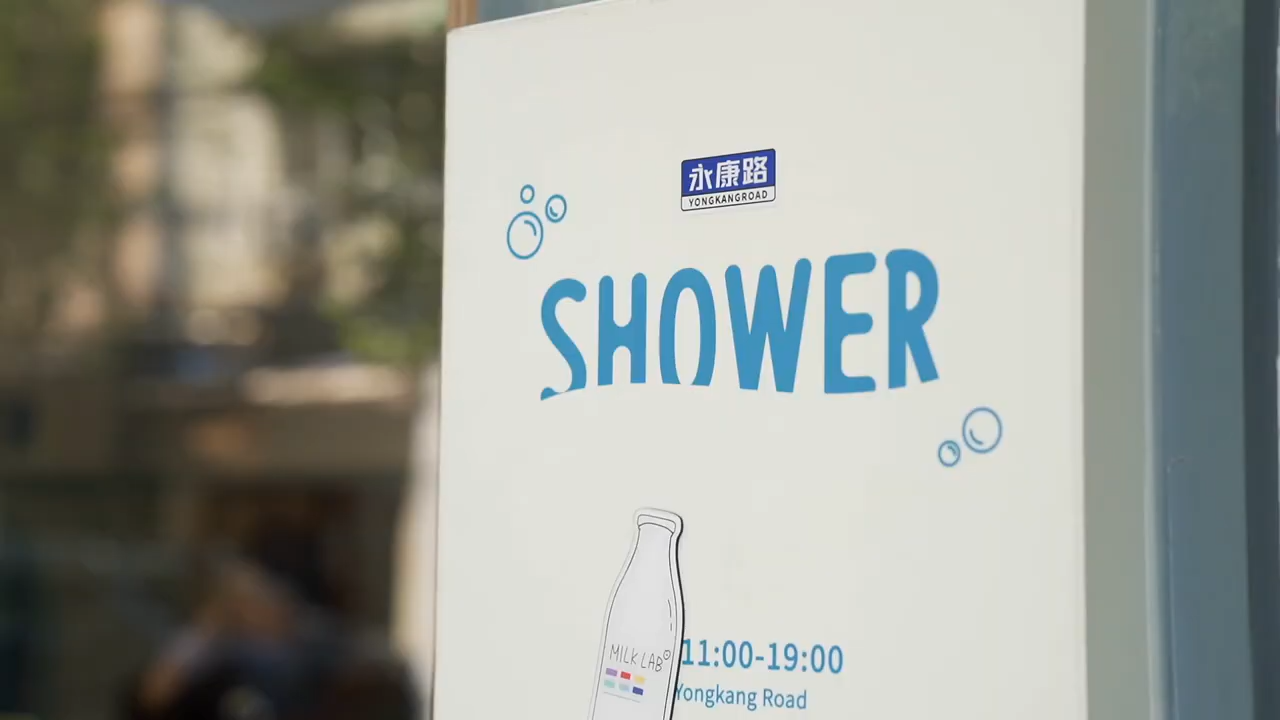 永康路
YONGKANGROAD
SHOWER
MILK LAB
11:00-19:00
Yongkang Road